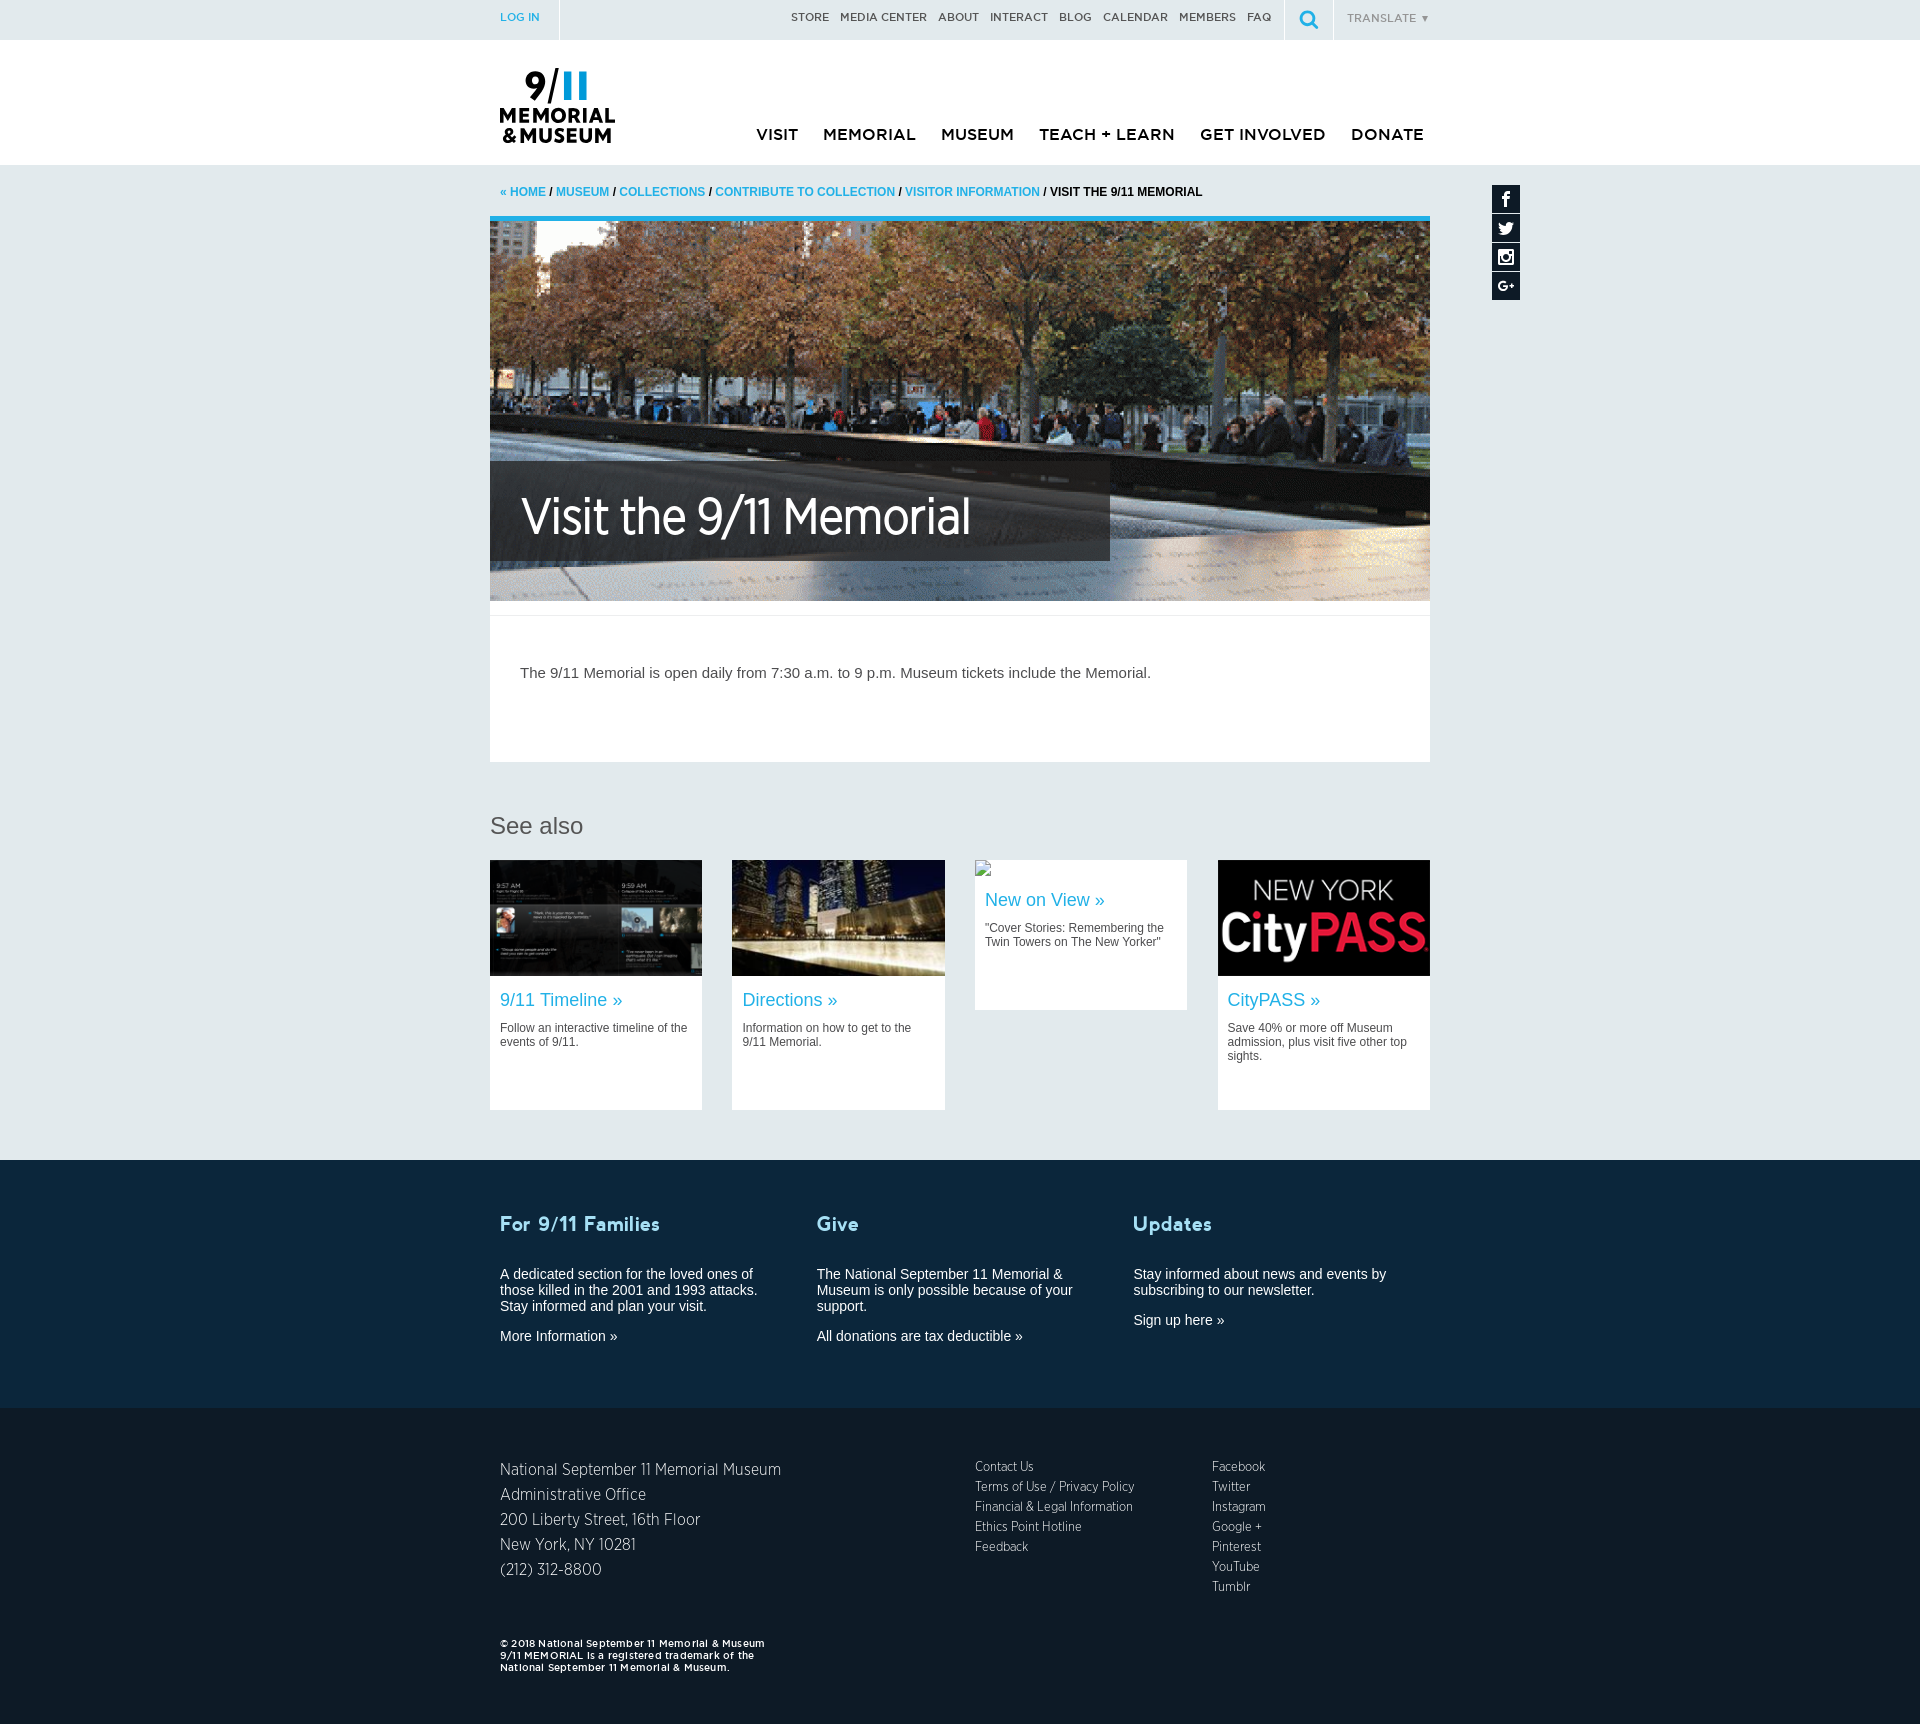 LOG IN
STORE MEDIA CENTER ABOUT INTERACT BLOG CALENDAR MEMBERS FAQ
TRANSLATE ▼
9/11
MEMORIAL
& MUSEUM
VISIT MEMORIAL MUSEUM TEACH + LEARN GET INVOLVED DONATE
« HOME / MUSEUM / COLLECTIONS / CONTRIBUTE TO COLLECTION / VISITOR INFORMATION / VISIT THE 9/11 MEMORIAL
Visit the 9/11 Memorial
The 9/11 Memorial is open daily from 7:30 a.m. to 9 p.m. Museum tickets include the Memorial.
See also
9:57 AM
9:59 AM
9/11 Timeline »
Follow an interactive timeline of the
events of 9/11.
Directions »
Information on how to get to the
9/11 Memorial.
New on View »
"Cover Stories: Remembering the
Twin Towers on The New Yorker"
NEW YORK
CityPASS
CityPASS »
Save 40% or more off Museum
admission, plus visit five other top
sights.
For 9/11 Families
A dedicated section for the loved ones of
those killed in the 2001 and 1993 attacks.
Stay informed and plan your visit.
More Information »
Give
The National September 11 Memorial &
Museum is only possible because of your
support.
All donations are tax deductible »
Updates
Stay informed about news and events by
subscribing to our newsletter.
Sign up here »
National September 11 Memorial Museum
Administrative Office
200 Liberty Street, 16th Floor
New York, NY 10281
(212) 312-8800
Contact Us
Terms of Use / Privacy Policy
Financial & Legal Information
Ethics Point Hotline
Feedback
Facebook
Twitter
Instagram
Google +
Pinterest
YouTube
Tumblr
© 2018 National September 11 Memorial & Museum
9/11 MEMORIAL is a registered trademark of the
National September 11 Memorial & Museum.